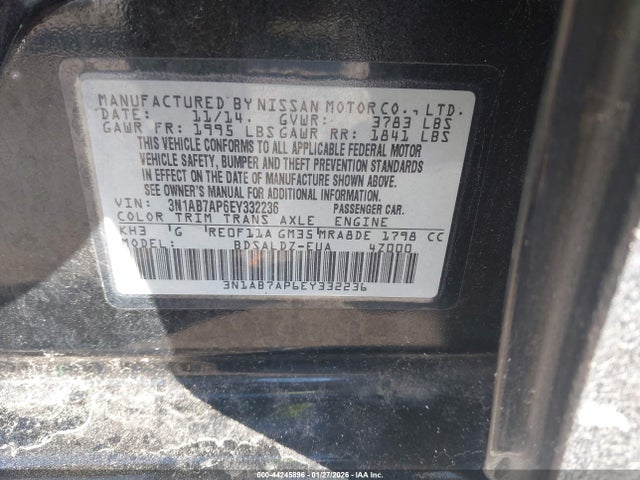 MANUFACTURED BY NISSAN MOTOR CO., LTD.
DATE: 11/14. GVWR: 3783 LBS
GAWR FR: 1995 LBS GAWR RR: 1841 LBS
THIS VEHICLE CONFORMS TO ALL APPLICABLE FEDERAL MOTOR
VEHICLE SAFETY, BUMPER AND THEFT PREVENTION STANDARDS
IN EFFECT ON THE DATE OF MANUFACTURE SHOWN ABOVE.
SEE OWNER'S MANUAL FOR ADDITIONAL INFORMATION.
VIN: 3N1AB7AP6EY332236 PASSENGER CAR.
COLOR TRIM TRANS AXLE ENGINE
KH3 G RE0F11A GM35 MRA8DE 1798 CC
MODEL: BDSALDZ-EUA 4Z000
3N1AB7AP6EY332236
000-44245896 - 01/27/2026 - IAAI.CA